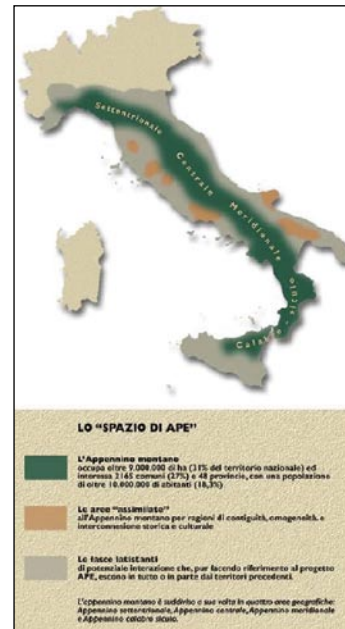 Settentrionale
Centrale
Meridionale
Calabro - siculo
LO "SPAZIO DI APE"
L'Appennino montano
occupa oltre 9.000.000 di ha (31% del territorio nazionale) ed
interessa 2165 comuni (27%) e 48 provincie, con una popolazione
di oltre 10.000.000 di abitanti (18,3%)
Le aree "assimilate"
all'Appennino montano per ragioni di contiguità, omogeneità, e
interconnessione storica e culturale
Le fasce latistanti
di potenziale interazione che, pur facendo riferimento al progetto
APE, escono in tutto o in parte dai territori precedenti.
L'appennino montano è suddiviso a sua volta in quattro aree geografiche:
Appennino settentrionale, Appennino centrale, Appennino meridionale
e Appennino calabro siculo.